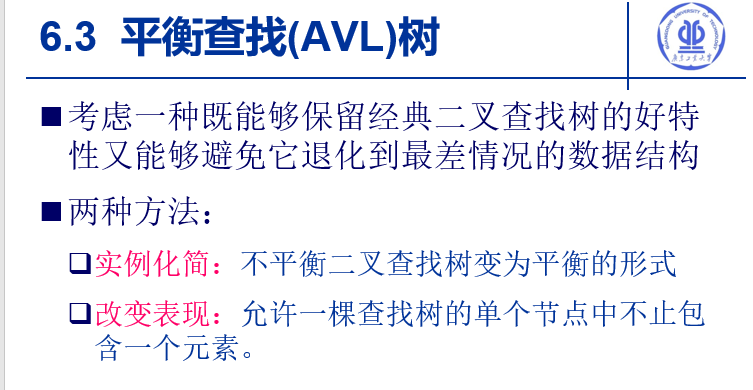 6.3 平衡查找(AVL)树
■考虑一种既能够保留经典二叉查找树的好特
性又能够避免它退化到最差情况的数据结构
■两种方法：
❑实例化简：不平衡二叉查找树变为平衡的形式
❑改变表现：允许一棵查找树的单个节点中不止包
含一个元素。